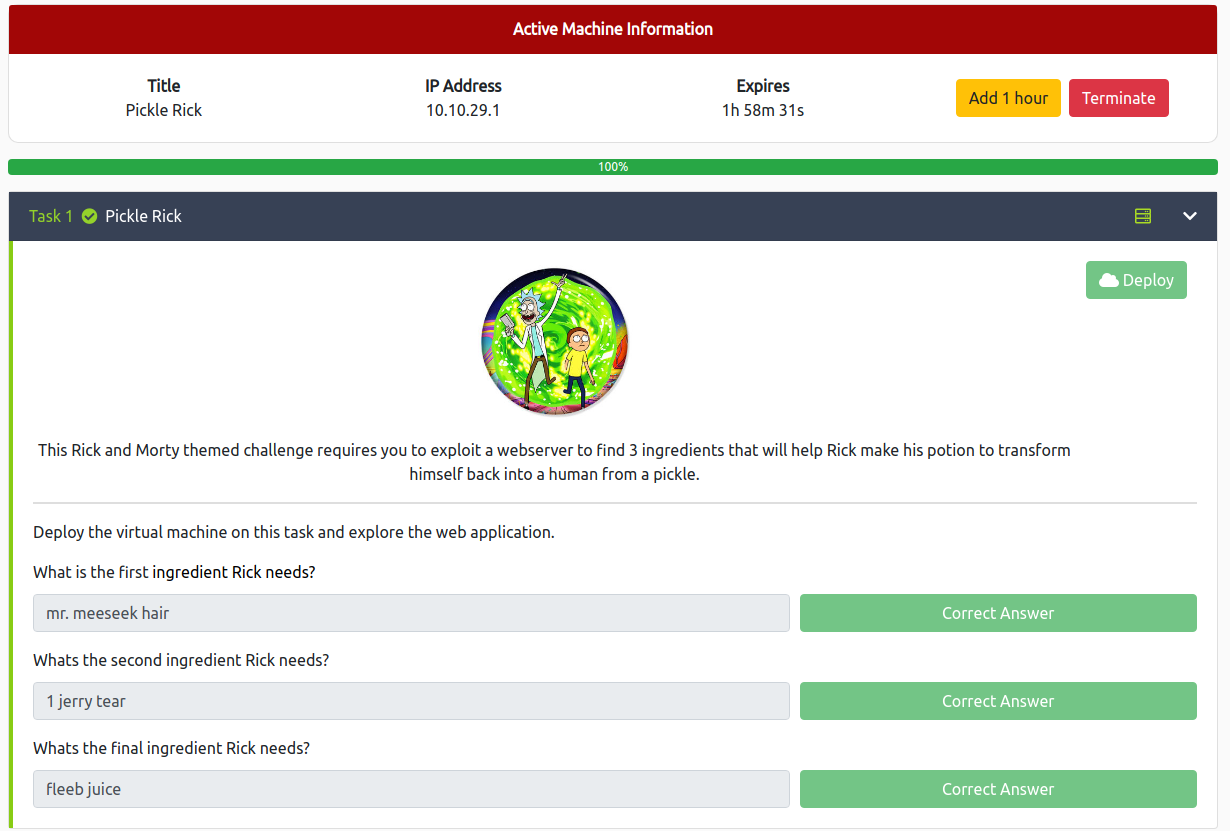 Active Machine Information
Title IP Address Expires
Pickle Rick 10.10.29.1 1h 58m 31s Add 1 hour Terminate
100%
Task 1 Pickle Rick
Deploy
This Rick and Morty themed challenge requires you to exploit a webserver to find 3 ingredients that will help Rick make his potion to transform
himself back into a human from a pickle.
Deploy the virtual machine on this task and explore the web application.
What is the first ingredient Rick needs?
mr. meeseek hair Correct Answer
Whats the second ingredient Rick needs?
1 jerry tear Correct Answer
Whats the final ingredient Rick needs?
fleeb juice Correct Answer